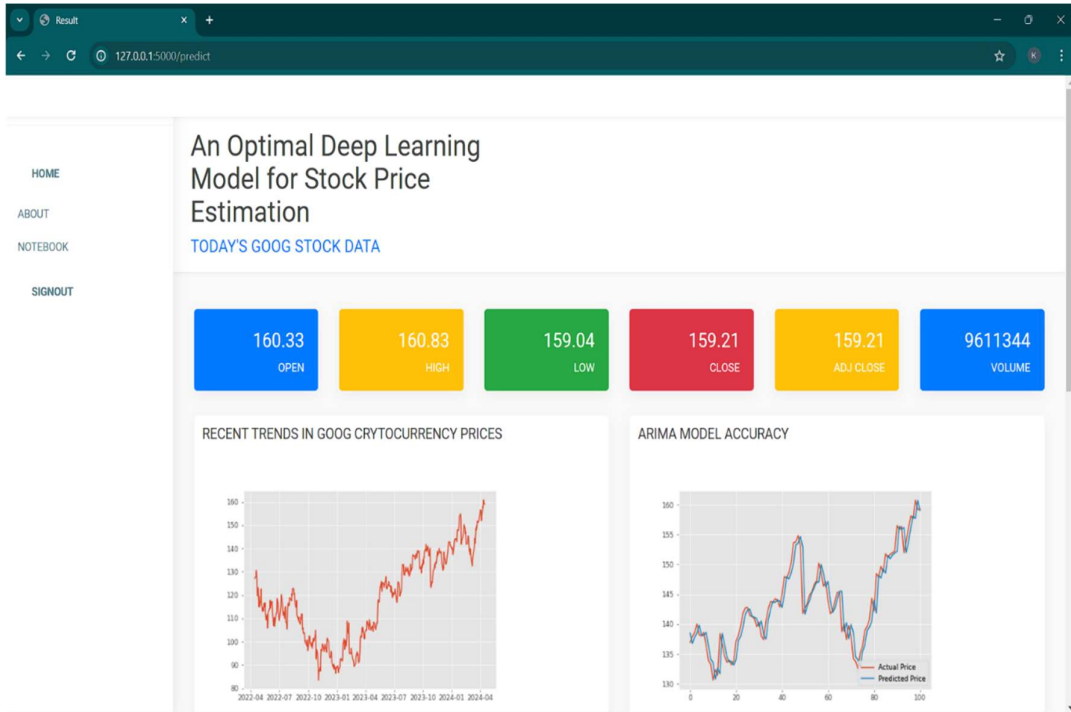 Result
127.0.0.1:5000/predict
K
An Optimal Deep Learning
Model for Stock Price
Estimation
TODAY'S GOOG STOCK DATA
HOME
ABOUT
NOTEBOOK
SIGNOUT
160.33
OPEN
160.83
HIGH
159.04
LOW
159.21
CLOSE
159.21
ADJ CLOSE
9611344
VOLUME
RECENT TRENDS IN GOOG CRYTOCURRENCY PRICES
160
150
140
130
120
110
100
90
80
2022-04 2022-07 2022-10 2023-01 2023-04 2023-07 2023-10 2024-01 2024-04
ARIMA MODEL ACCURACY
160
155
150
145
140
135
130
Actual Price
Predicted Price
0 20 40 60 80 100